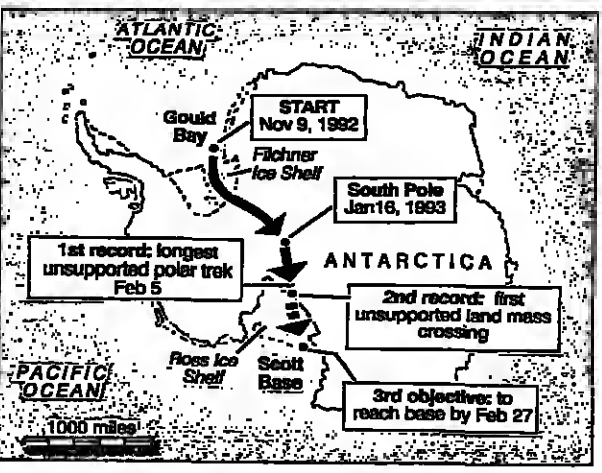 ATLANTIC
OCEAN
INDIAN
OCEAN
Gould
Bay
START
Nov 9, 1992
Filchner
Ice Shelf
South Pole
Jan 16, 1993
1st record: longest
unsupported polar trek
Feb 5
ANTARCTICA
2nd record: first
unsupported land mass
crossing
Ross Ice
Shelf
Scott
Base
PACIFIC
OCEAN
3rd objective: to
reach base by Feb 27
1000 miles